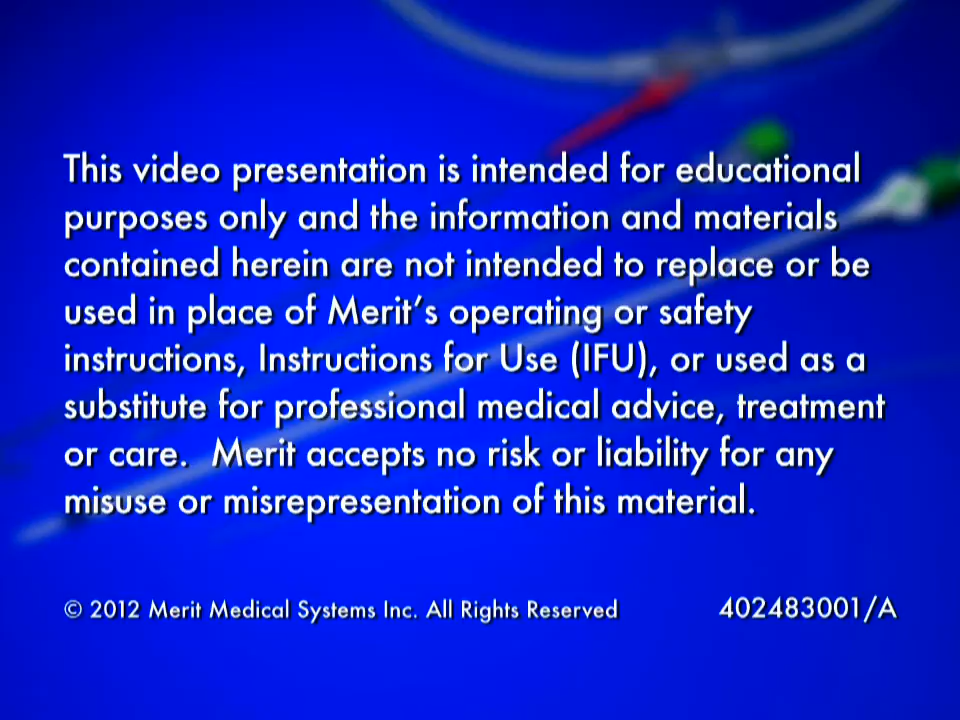 This video presentation is intended for educational
purposes only and the information and materials
contained herein are not intended to replace or be
used in place of Merit’s operating or safety
instructions, Instructions for Use (IFU), or used as a
substitute for professional medical advice, treatment
or care.  Merit accepts no risk or liability for any
misuse or misrepresentation of this material.
© 2012 Merit Medical Systems Inc. All Rights Reserved
402483001/A